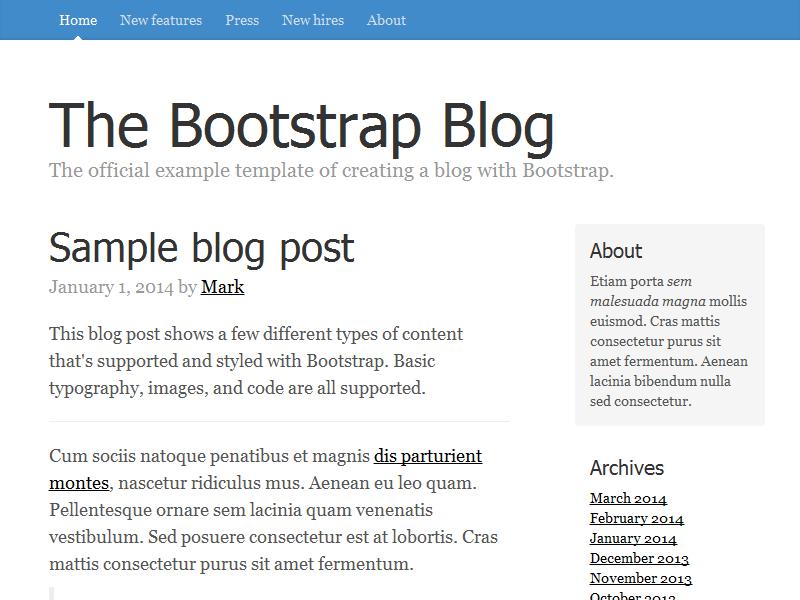 Home New features Press New hires About
The Bootstrap Blog
The official example template of creating a blog with Bootstrap.
Sample blog post
January 1, 2014 by Mark
This blog post shows a few different types of content
that's supported and styled with Bootstrap. Basic
typography, images, and code are all supported.
Cum sociis natoque penatibus et magnis dis parturient
montes, nascetur ridiculus mus. Aenean eu leo quam.
Pellentesque ornare sem lacinia quam venenatis
vestibulum. Sed posuere consectetur est at lobortis. Cras
mattis consectetur purus sit amet fermentum.
About
Etiam porta sem
malesuada magna mollis
euismod. Cras mattis
consectetur purus sit
amet fermentum. Aenean
lacinia bibendum nulla
sed consectetur.
Archives
March 2014
February 2014
January 2014
December 2013
November 2013
October 2013